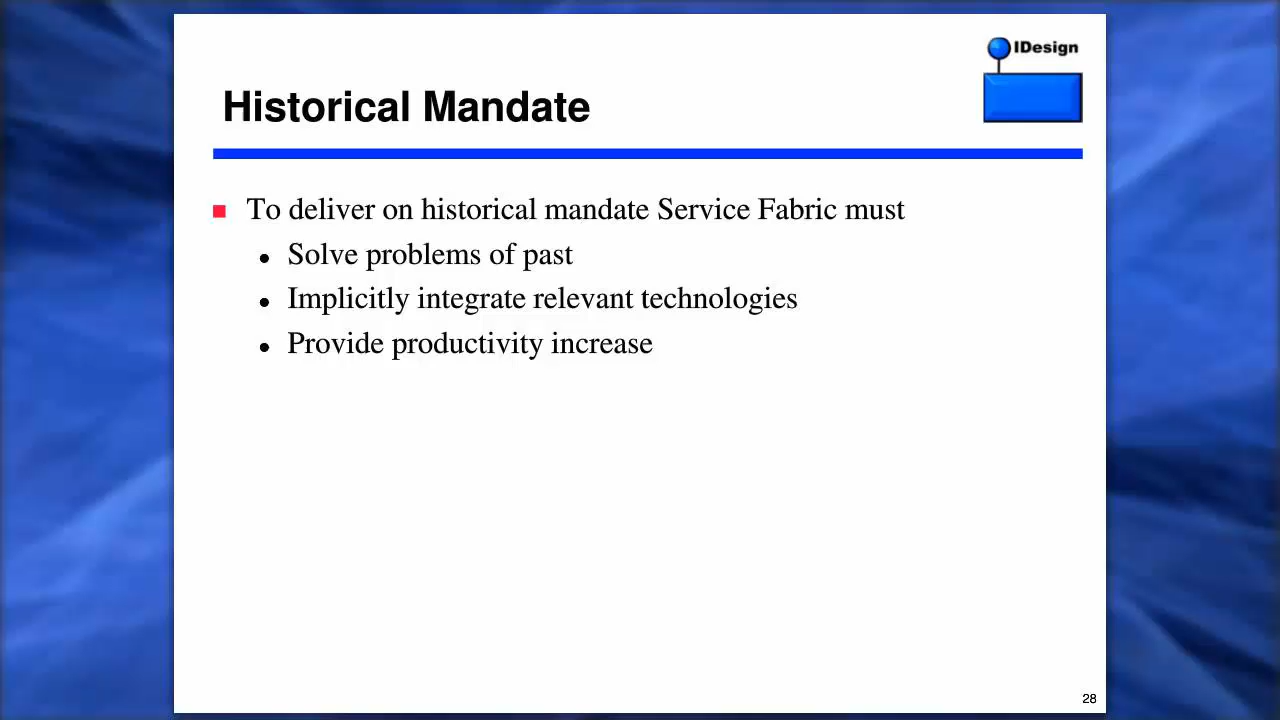 IDesign
Historical Mandate
To deliver on historical mandate Service Fabric must
Solve problems of past
Implicitly integrate relevant technologies
Provide productivity increase
28